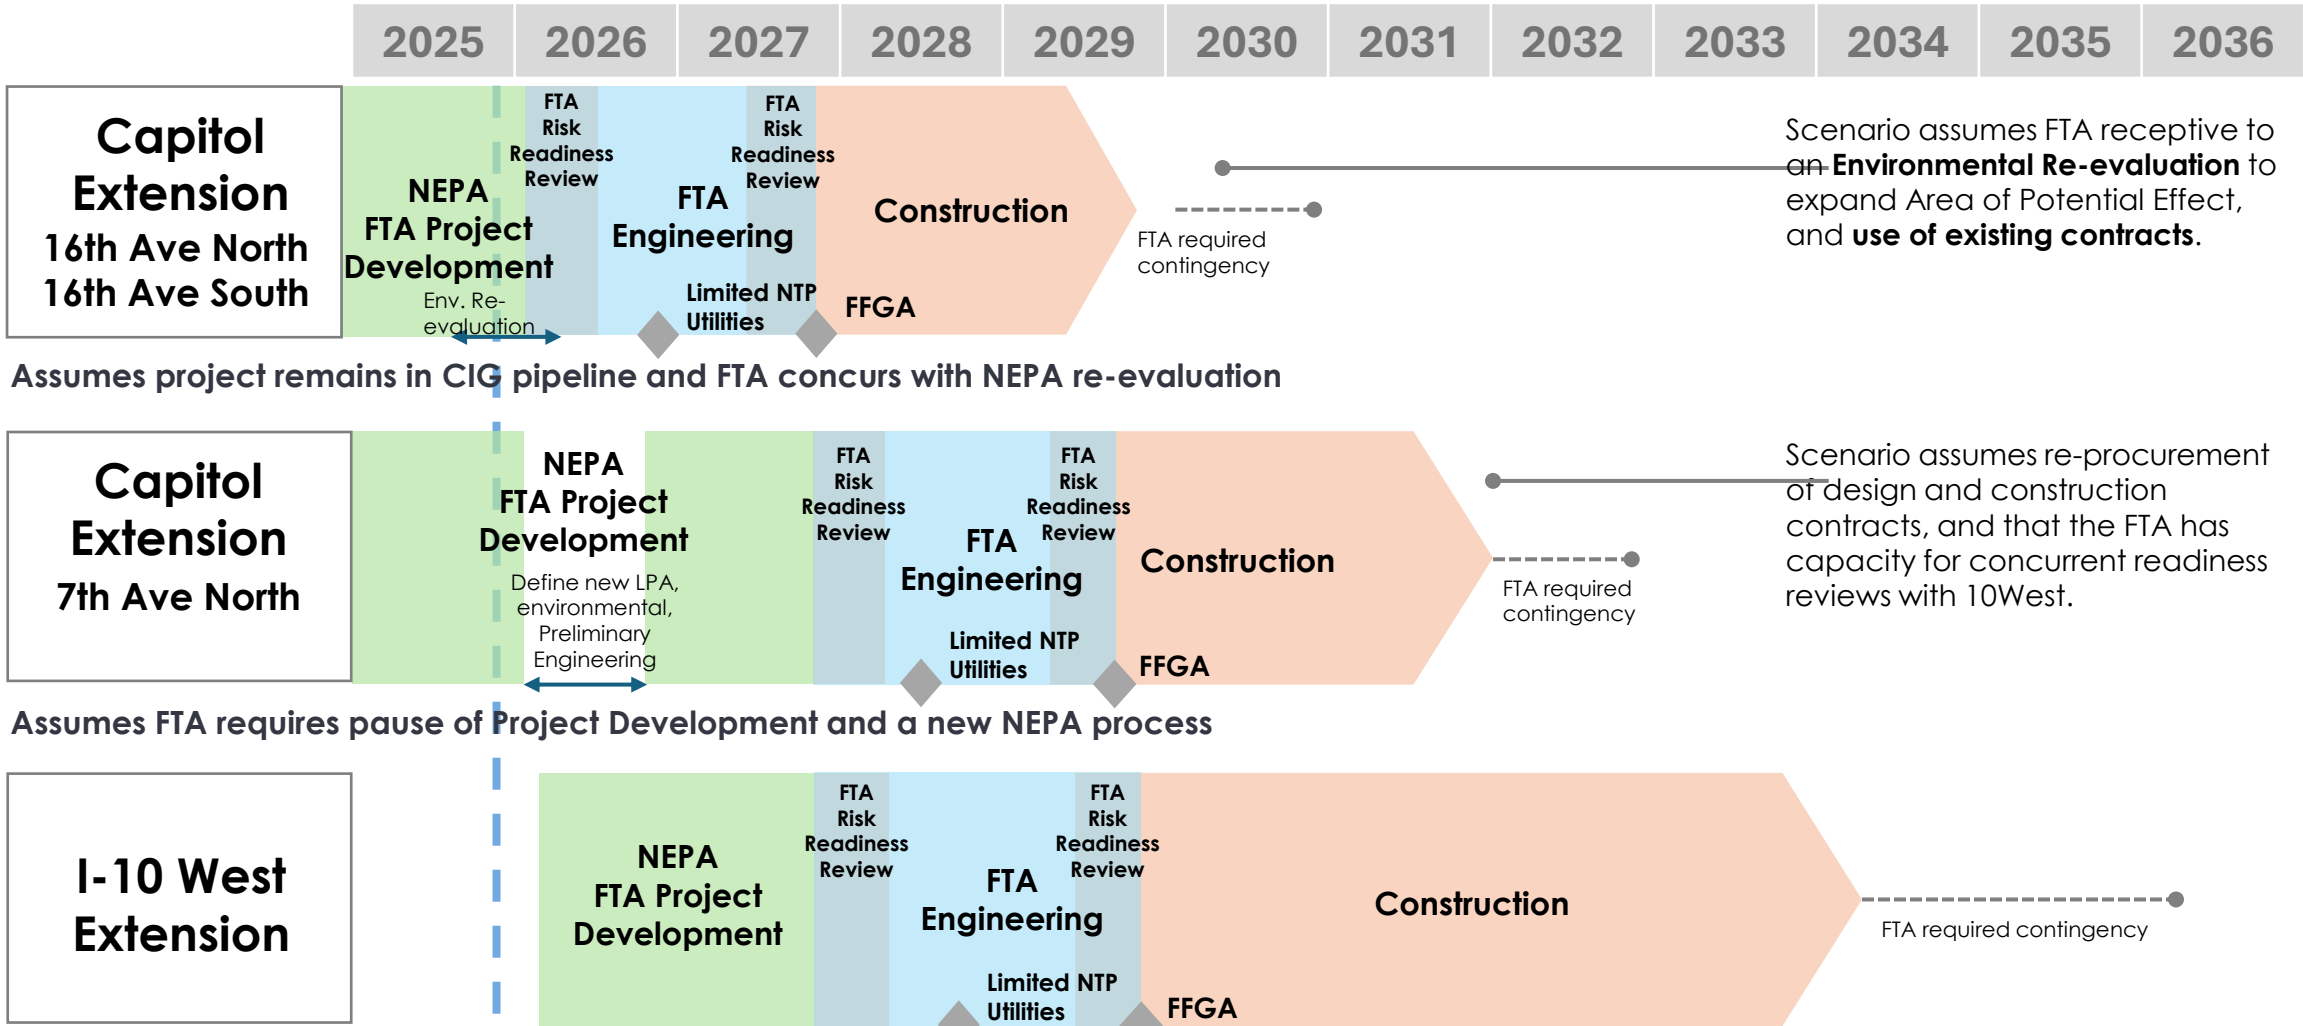 2025 2026 2027 2028 2029 2030 2031 2032 2033 2034 2035 2036
Capitol
Extension
16th Ave North
16th Ave South
NEPA
FTA Project
Development
Env. Re-
evaluation
FTA
Risk
Readiness
Review
FTA
Engineering
Limited NTP
Utilities
FTA
Risk
Readiness
Review
FFGA
Construction
FTA required
contingency
Scenario assumes FTA receptive to
an Environmental Re-evaluation to
expand Area of Potential Effect,
and use of existing contracts.
Assumes project remains in CIG pipeline and FTA concurs with NEPA re-evaluation
Capitol
Extension
7th Ave North
NEPA
FTA Project
Development
Define new LPA,
environmental,
Preliminary
Engineering
FTA
Risk
Readiness
Review
FTA
Engineering
Limited NTP
Utilities
FTA
Risk
Readiness
Review
FFGA
Construction
FTA required
contingency
Scenario assumes re-procurement
of design and construction
contracts, and that the FTA has
capacity for concurrent readiness
reviews with 10West.
Assumes FTA requires pause of Project Development and a new NEPA process
I-10 West
Extension
NEPA
FTA Project
Development
FTA
Risk
Readiness
Review
FTA
Engineering
Limited NTP
Utilities
FTA
Risk
Readiness
Review
FFGA
Construction
FTA required contingency